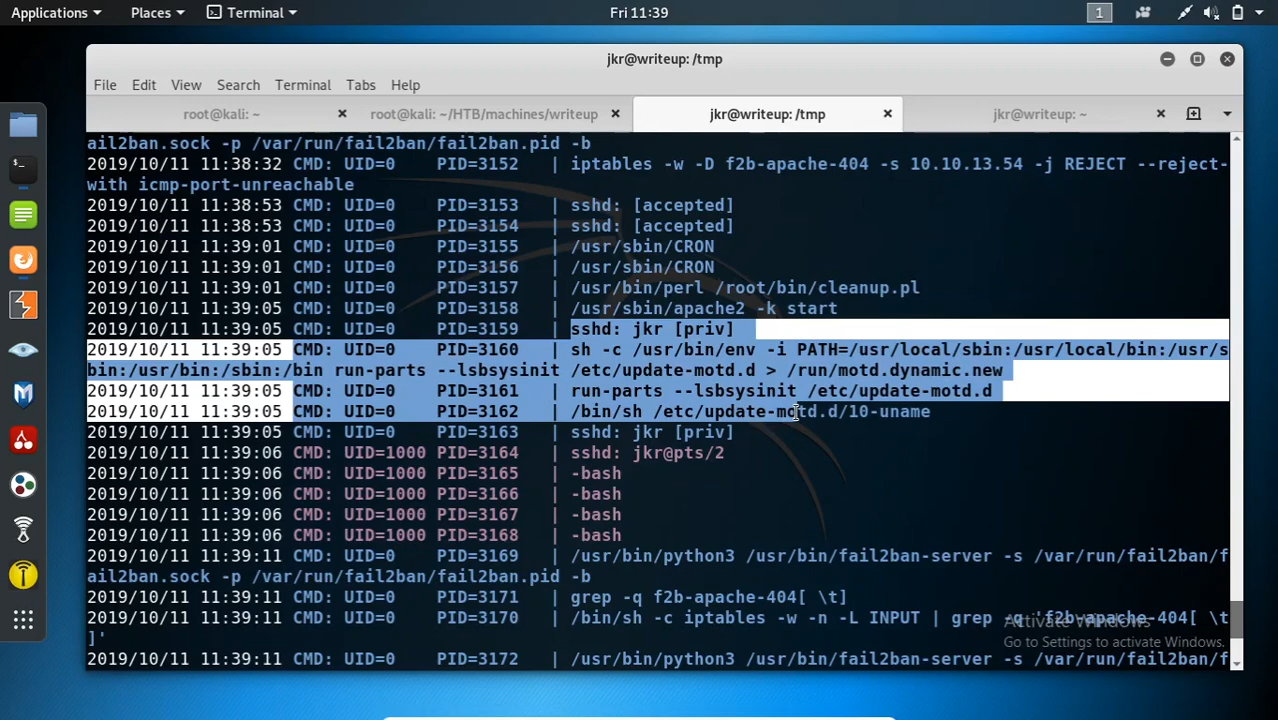 Applications Places Terminal Fri 11:39 1
jkr@writeup: /tmp
File Edit View Search Terminal Tabs Help
root@kali: ~ root@kali: ~/HTB/machines/writeup jkr@writeup: /tmp jkr@writeup: ~
ail2ban.sock -p /var/run/fail2ban/fail2ban.pid -b
2019/10/11 11:38:32 CMD: UID=0 PID=3152 | iptables -w -D f2b-apache-404 -s 10.10.13.54 -j REJECT --reject-
with icmp-port-unreachable
2019/10/11 11:38:53 CMD: UID=0 PID=3153 | sshd: [accepted]
2019/10/11 11:38:53 CMD: UID=0 PID=3154 | sshd: [accepted]
2019/10/11 11:39:01 CMD: UID=0 PID=3155 | /usr/sbin/CRON
2019/10/11 11:39:01 CMD: UID=0 PID=3156 | /usr/sbin/CRON
2019/10/11 11:39:01 CMD: UID=0 PID=3157 | /usr/bin/perl /root/bin/cleanup.pl
2019/10/11 11:39:05 CMD: UID=0 PID=3158 | /usr/sbin/apache2 -k start
2019/10/11 11:39:05 CMD: UID=0 PID=3159 | sshd: jkr [priv]
2019/10/11 11:39:05 CMD: UID=0 PID=3160 | sh -c /usr/bin/env -i PATH=/usr/local/sbin:/usr/local/bin:/usr/s
bin:/usr/bin:/sbin:/bin run-parts --lsbsysinit /etc/update-motd.d > /run/motd.dynamic.new
2019/10/11 11:39:05 CMD: UID=0 PID=3161 | run-parts --lsbsysinit /etc/update-motd.d
2019/10/11 11:39:05 CMD: UID=0 PID=3162 | /bin/sh /etc/update-motd.d/10-uname
2019/10/11 11:39:05 CMD: UID=0 PID=3163 | sshd: jkr [priv]
2019/10/11 11:39:06 CMD: UID=1000 PID=3164 | sshd: jkr@pts/2
2019/10/11 11:39:06 CMD: UID=1000 PID=3165 | -bash
2019/10/11 11:39:06 CMD: UID=1000 PID=3166 | -bash
2019/10/11 11:39:06 CMD: UID=1000 PID=3167 | -bash
2019/10/11 11:39:06 CMD: UID=1000 PID=3168 | -bash
2019/10/11 11:39:11 CMD: UID=0 PID=3169 | /usr/bin/python3 /usr/bin/fail2ban-server -s /var/run/fail2ban/f
ail2ban.sock -p /var/run/fail2ban/fail2ban.pid -b
2019/10/11 11:39:11 CMD: UID=0 PID=3171 | grep -q f2b-apache-404[ \t]
2019/10/11 11:39:11 CMD: UID=0 PID=3170 | /bin/sh -c iptables -w -n -L INPUT | grep -q 'f2b-apache-404[ \t
]'
2019/10/11 11:39:11 CMD: UID=0 PID=3172 | /usr/bin/python3 /usr/bin/fail2ban-server -s /var/run/fail2ban/f
Activate Windows
Go to Settings to activate Windows.